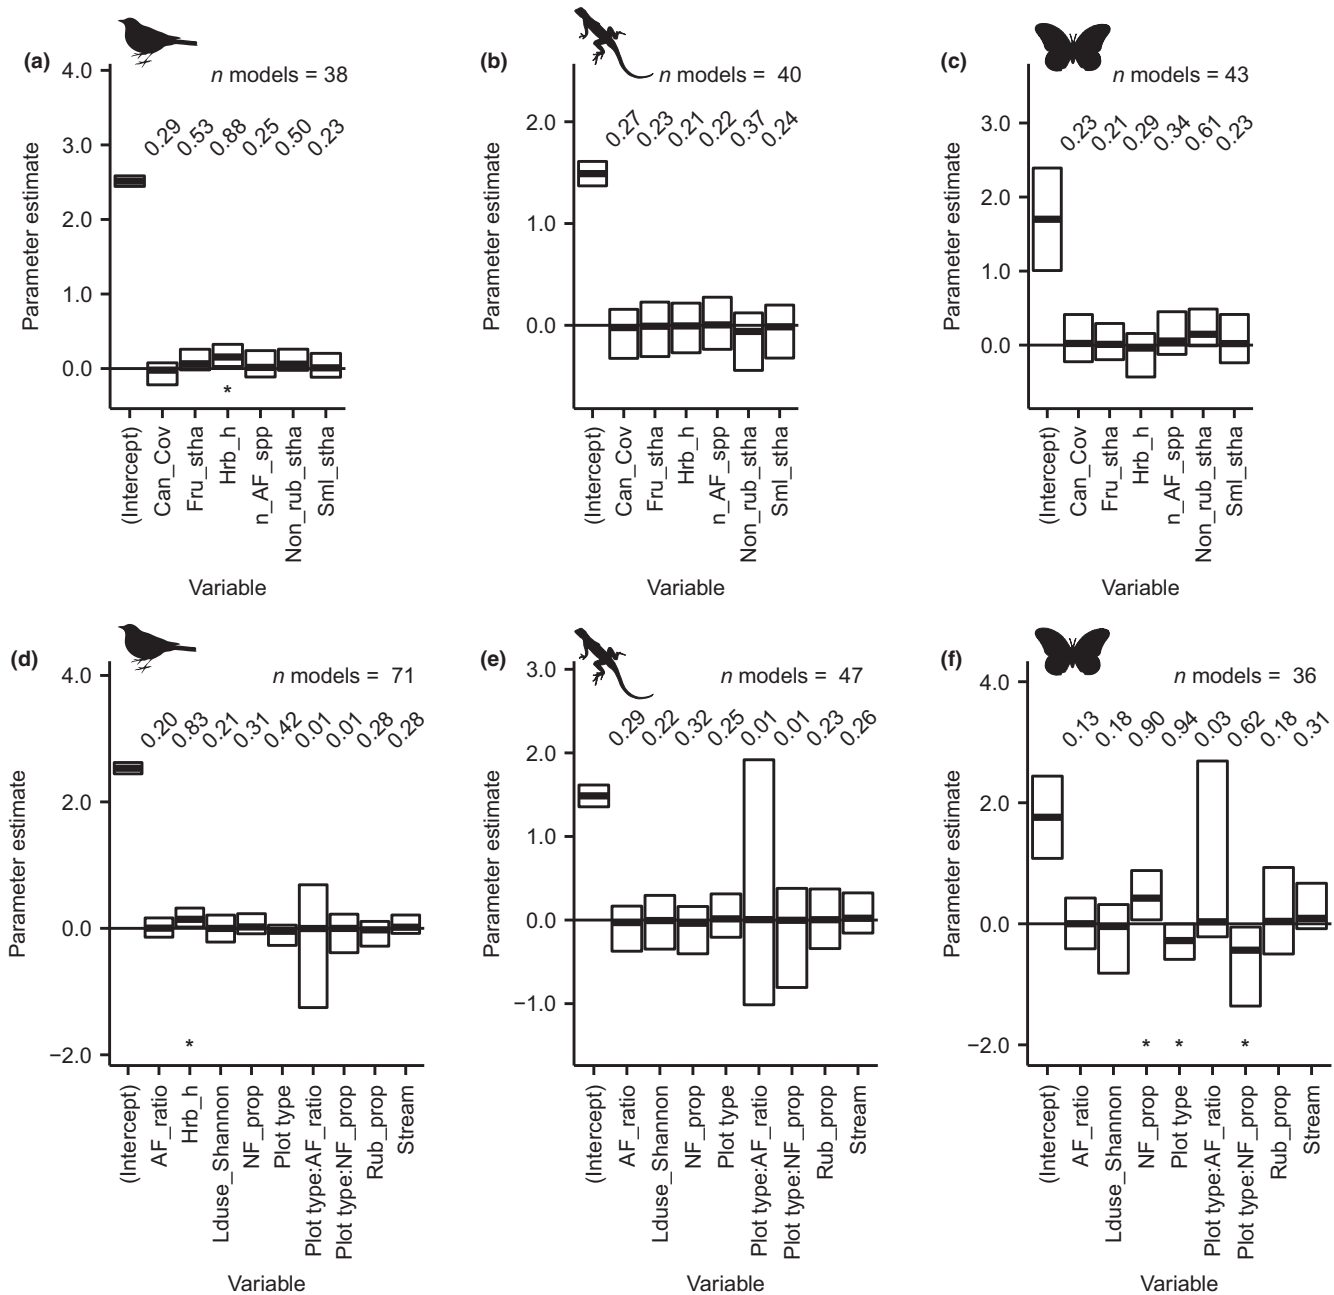 (a)
n models = 38
4.0
3.0
2.0
1.0
0.0
Parameter estimate
0.29 0.53 0.88 0.25 0.50 0.23
*
(Intercept) Can_Cov Fru_stha Hrb_h n_AF_spp Non_rub_stha Sml_stha
Variable
(b)
n models = 40
2.0
1.0
0.0
Parameter estimate
0.27 0.23 0.21 0.22 0.37 0.24
(Intercept) Can_Cov Fru_stha Hrb_h n_AF_spp Non_rub_stha Sml_stha
Variable
(c)
n models = 43
3.0
2.0
1.0
0.0
Parameter estimate
0.23 0.21 0.29 0.34 0.61 0.23
(Intercept) Can_Cov Fru_stha Hrb_h n_AF_spp Non_rub_stha Sml_stha
Variable
(d)
n models = 71
4.0
2.0
0.0
−2.0
Parameter estimate
0.20 0.83 0.21 0.31 0.42 0.01 0.01 0.28 0.28
*
(Intercept) AF_ratio Hrb_h Lduse_Shannon NF_prop Plot type Plot type:AF_ratio Plot type:NF_prop Rub_prop Stream
Variable
(e)
n models = 47
3.0
2.0
1.0
0.0
−1.0
Parameter estimate
0.29 0.22 0.32 0.25 0.01 0.01 0.23 0.26
(Intercept) AF_ratio Lduse_Shannon NF_prop Plot type Plot type:AF_ratio Plot type:NF_prop Rub_prop Stream
Variable
(f)
n models = 36
4.0
2.0
0.0
−2.0
Parameter estimate
0.13 0.18 0.90 0.94 0.03 0.62 0.18 0.31
* * *
(Intercept) AF_ratio Lduse_Shannon NF_prop Plot type Plot type:AF_ratio Plot type:NF_prop Rub_prop Stream
Variable